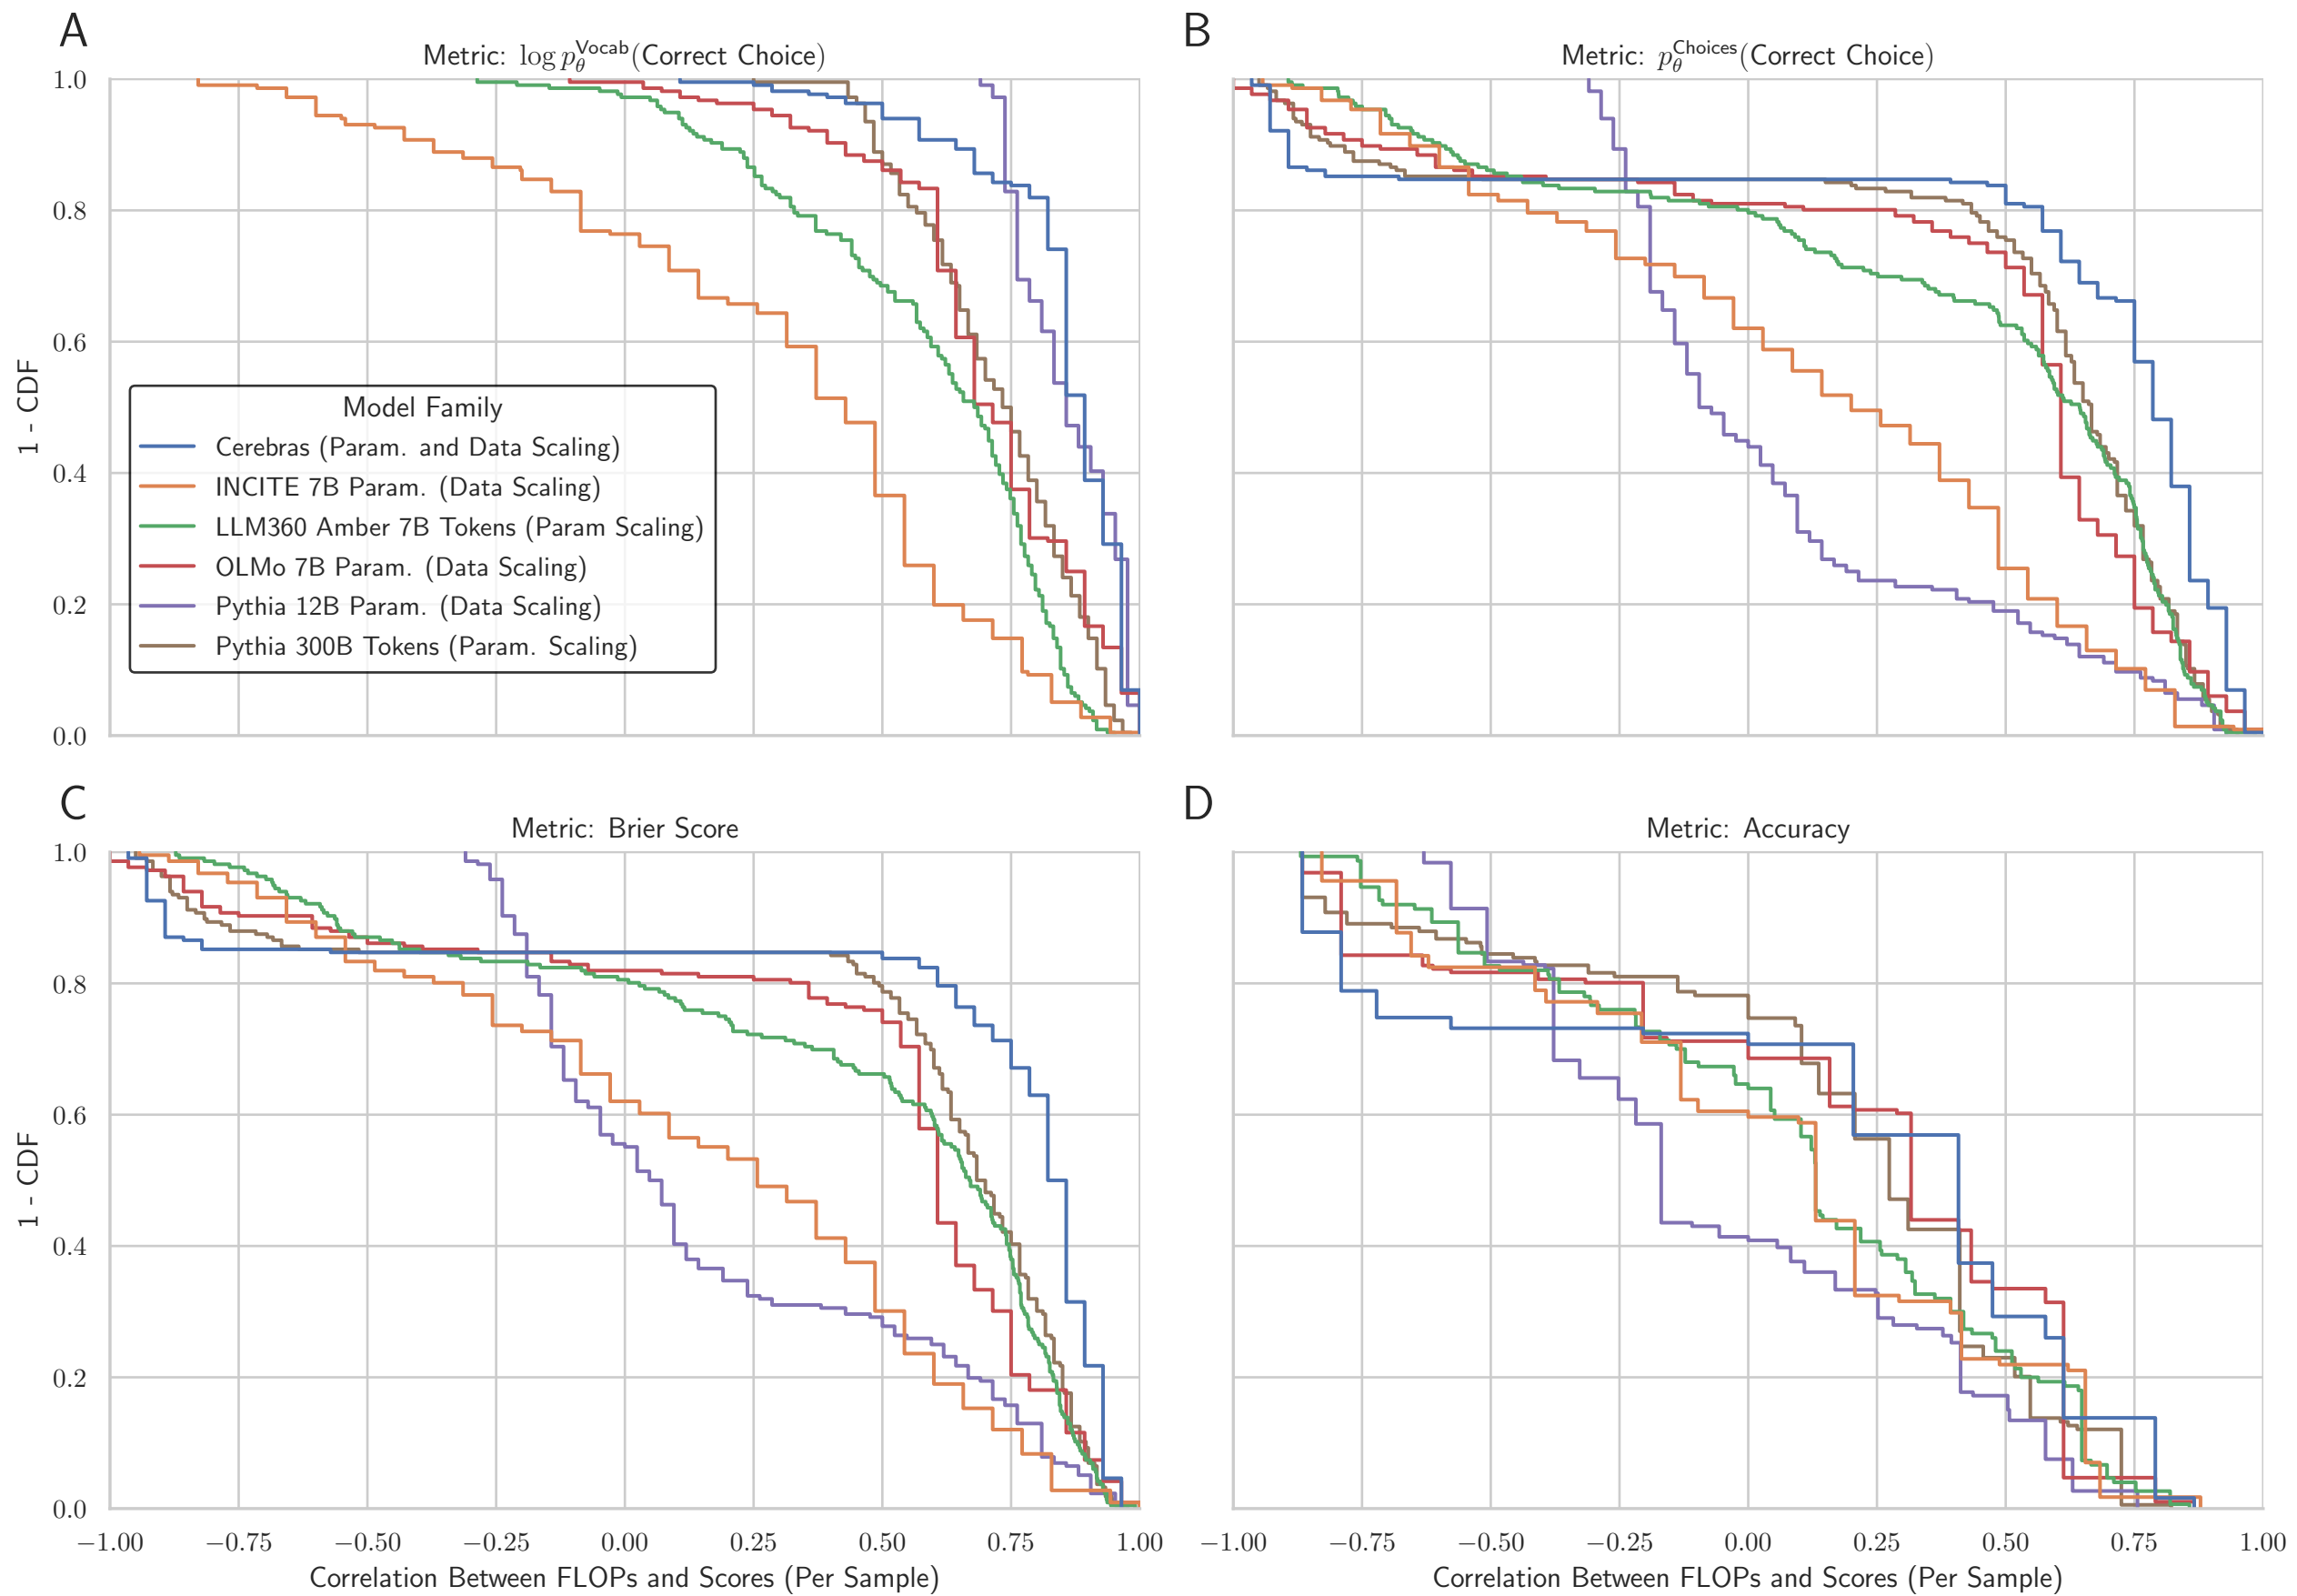 A
Metric: log p_θ^Vocab(Correct Choice)
B
Metric: p_θ^Choices(Correct Choice)
1.0
0.8
0.6
0.4
0.2
0.0
1 - CDF
Model Family
Cerebras (Param. and Data Scaling)
INCITE 7B Param. (Data Scaling)
LLM360 Amber 7B Tokens (Param Scaling)
OLMo 7B Param. (Data Scaling)
Pythia 12B Param. (Data Scaling)
Pythia 300B Tokens (Param. Scaling)
C
Metric: Brier Score
D
Metric: Accuracy
1.0
0.8
0.6
0.4
0.2
0.0
1 - CDF
−1.00 −0.75 −0.50 −0.25 0.00 0.25 0.50 0.75 1.00
Correlation Between FLOPs and Scores (Per Sample)
−1.00 −0.75 −0.50 −0.25 0.00 0.25 0.50 0.75 1.00
Correlation Between FLOPs and Scores (Per Sample)